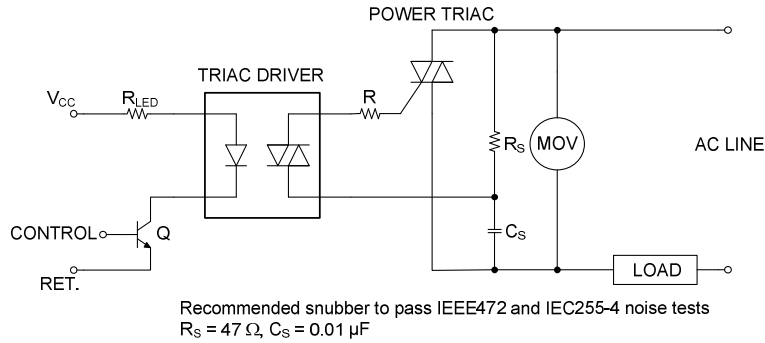 POWER TRIAC
TRIAC DRIVER
VCC
RLED
R
RS
MOV
AC LINE
CONTROL
Q
CS
RET.
LOAD
Recommended snubber to pass IEEE472 and IEC255-4 noise tests
RS = 47 Ω, CS = 0.01 µF